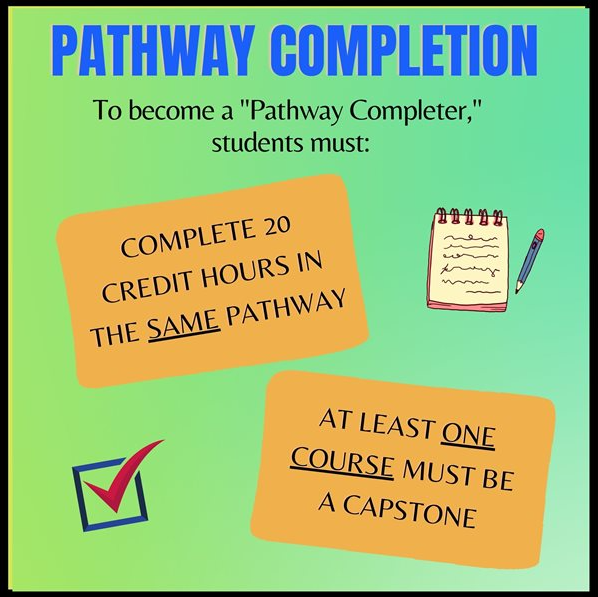 PATHWAY COMPLETION
To become a "Pathway Completer,"
students must:
COMPLETE 20
CREDIT HOURS IN
THE SAME PATHWAY
AT LEAST ONE
COURSE MUST BE
A CAPSTONE